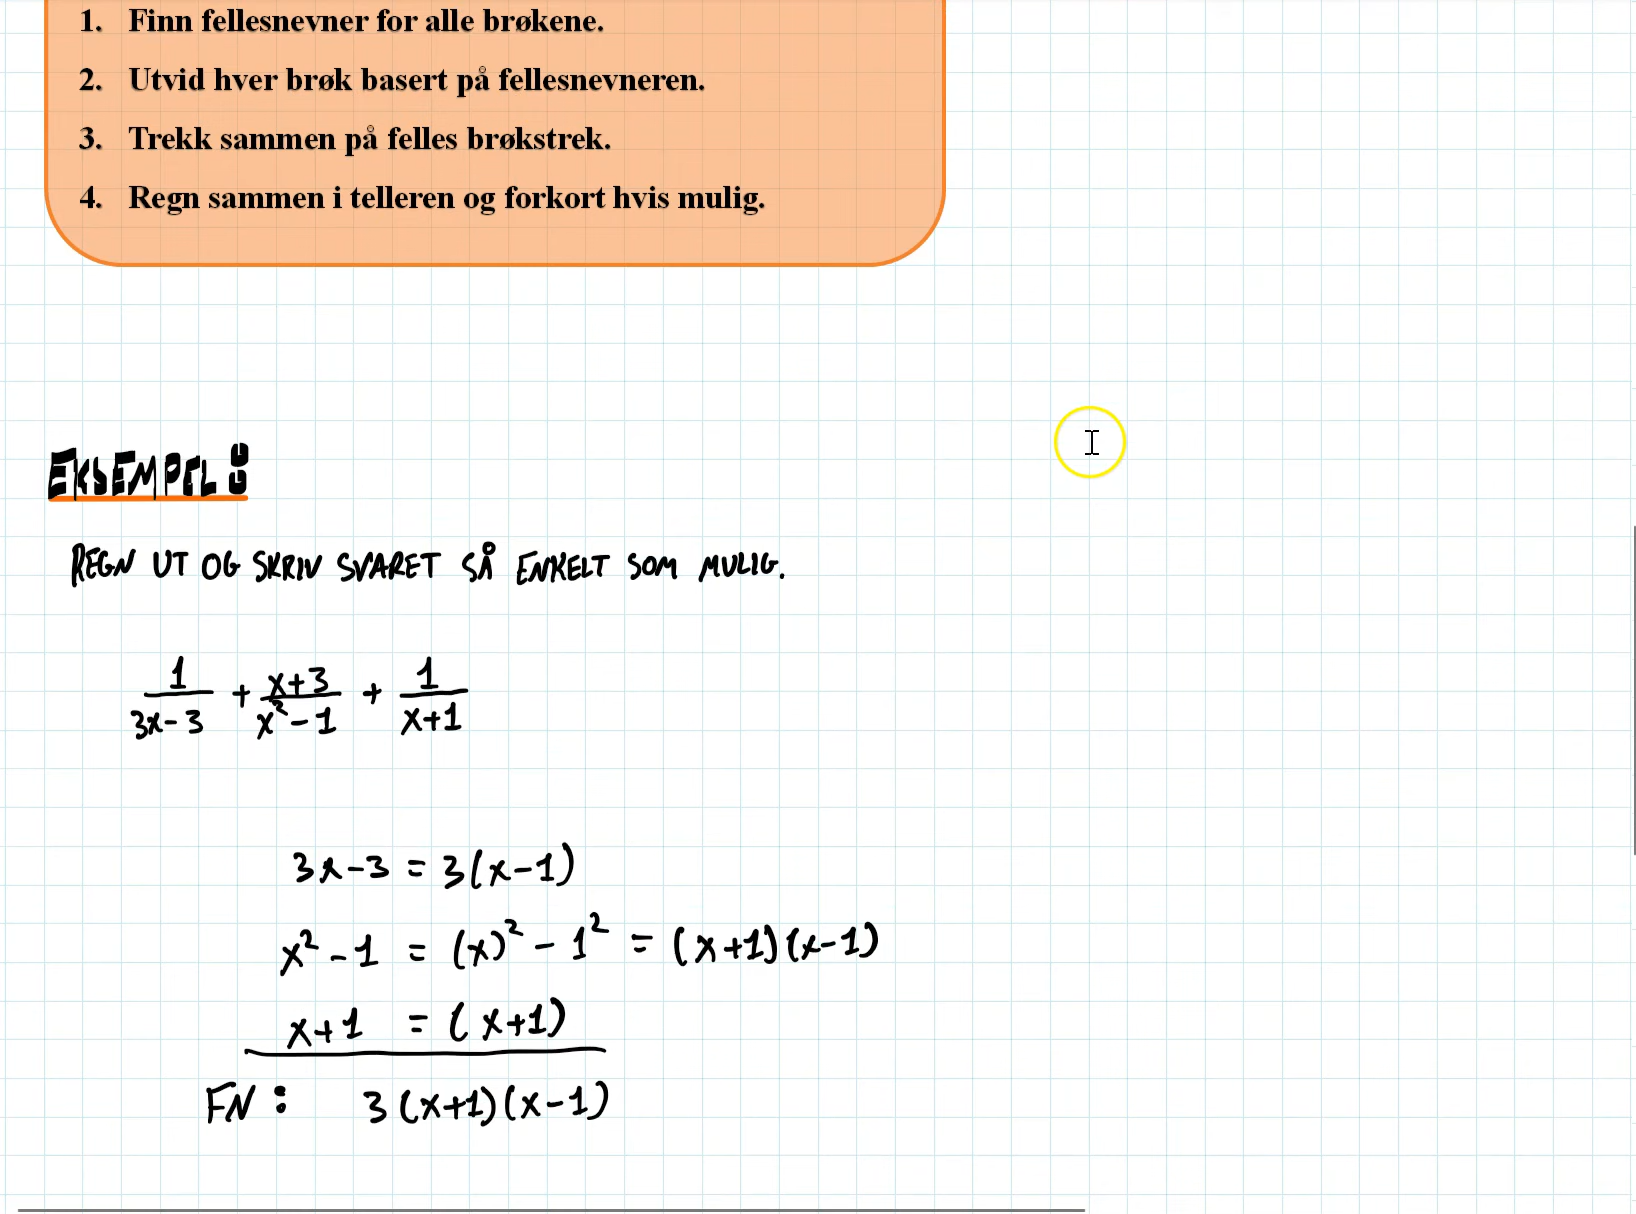 1. Finn fellesnevner for alle brøkene.
2. Utvid hver brøk basert på fellesnevneren.
3. Trekk sammen på felles brøkstrek.
4. Regn sammen i telleren og forkort hvis mulig.
EKSEMPEL:
REGN UT OG SKRIV SVARET SÅ ENKELT SOM MULIG.
1/(3x-3) + (x+3)/(x²-1) + 1/(x+1)
3x-3 = 3(x-1)
x²-1 = (x)²-1² = (x+1)(x-1)
x+1 = (x+1)
FN: 3(x+1)(x-1)